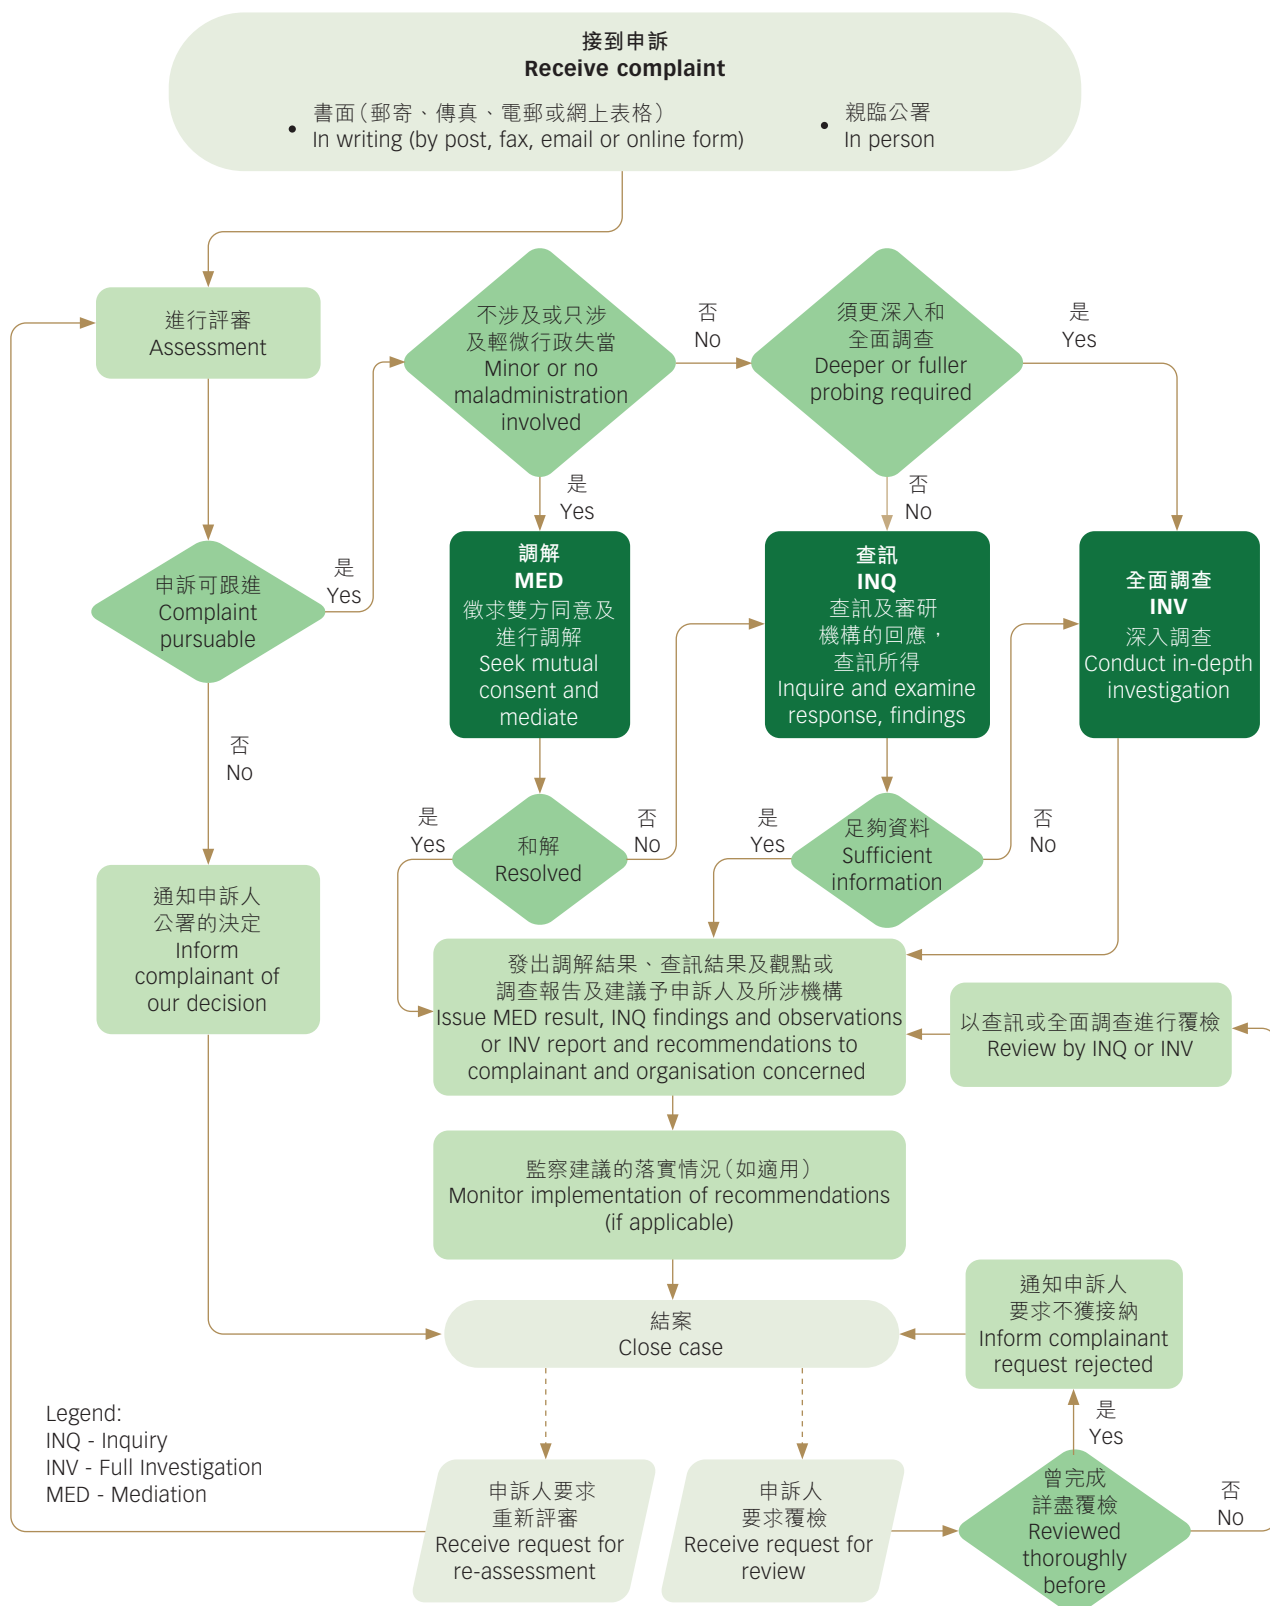 接到申訴
Receive complaint
書面（郵寄、傳真、電郵或網上表格）
In writing (by post, fax, email or online form)
親臨公署
In person
進行評審
Assessment
不涉及或只涉
及輕微行政失當
Minor or no
maladministration
involved
否
No
須更深入和
全面調查
Deeper or fuller
probing required
是
Yes
是
Yes
否
No
申訴可跟進
Complaint
pursuable
是
Yes
調解
MED
徵求雙方同意及
進行調解
Seek mutual
consent and
mediate
查訊
INQ
查訊及審研
機構的回應，
查訊所得
Inquire and examine
response, findings
全面調查
INV
深入調查
Conduct in-depth
investigation
否
No
是
Yes
和解
Resolved
否
No
是
Yes
足夠資料
Sufficient
information
否
No
通知申訴人
公署的決定
Inform
complainant of
our decision
發出調解結果、查訊結果及觀點或
調查報告及建議予申訴人及所涉機構
Issue MED result, INQ findings and observations
or INV report and recommendations to
complainant and organisation concerned
以查訊或全面調查進行覆檢
Review by INQ or INV
監察建議的落實情況（如適用）
Monitor implementation of recommendations
(if applicable)
結案
Close case
通知申訴人
要求不獲接納
Inform complainant
request rejected
是
Yes
Legend:
INQ - Inquiry
INV - Full Investigation
MED - Mediation
申訴人要求
重新評審
Receive request for
re-assessment
申訴人
要求覆檢
Receive request for
review
曾完成
詳盡覆檢
Reviewed
thoroughly
before
否
No